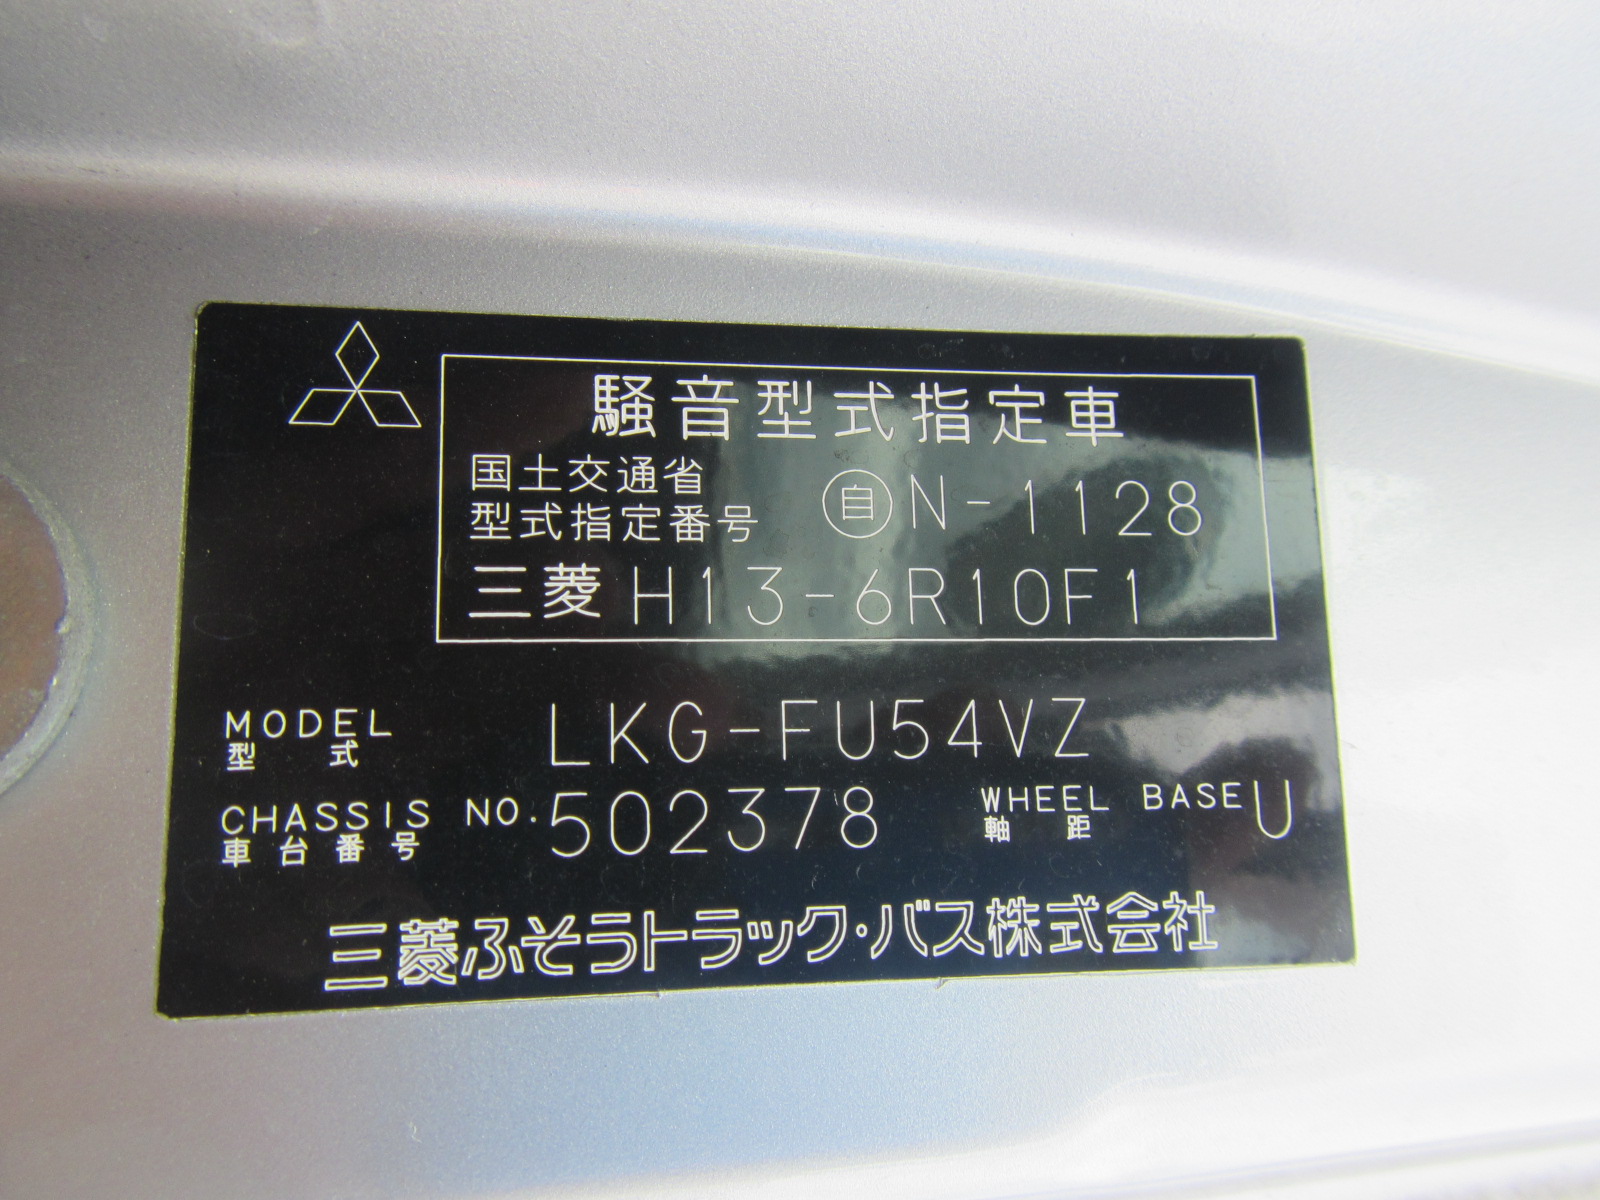 騒音型式指定車
国土交通省
型式指定番号 自 N-1128
三菱 H13-6R10F1
MODEL LKG-FU54VZ
型式
CHASSIS NO. 502378 WHEEL BASE U
車台番号 軸距
三菱ふそうトラック・バス株式会社